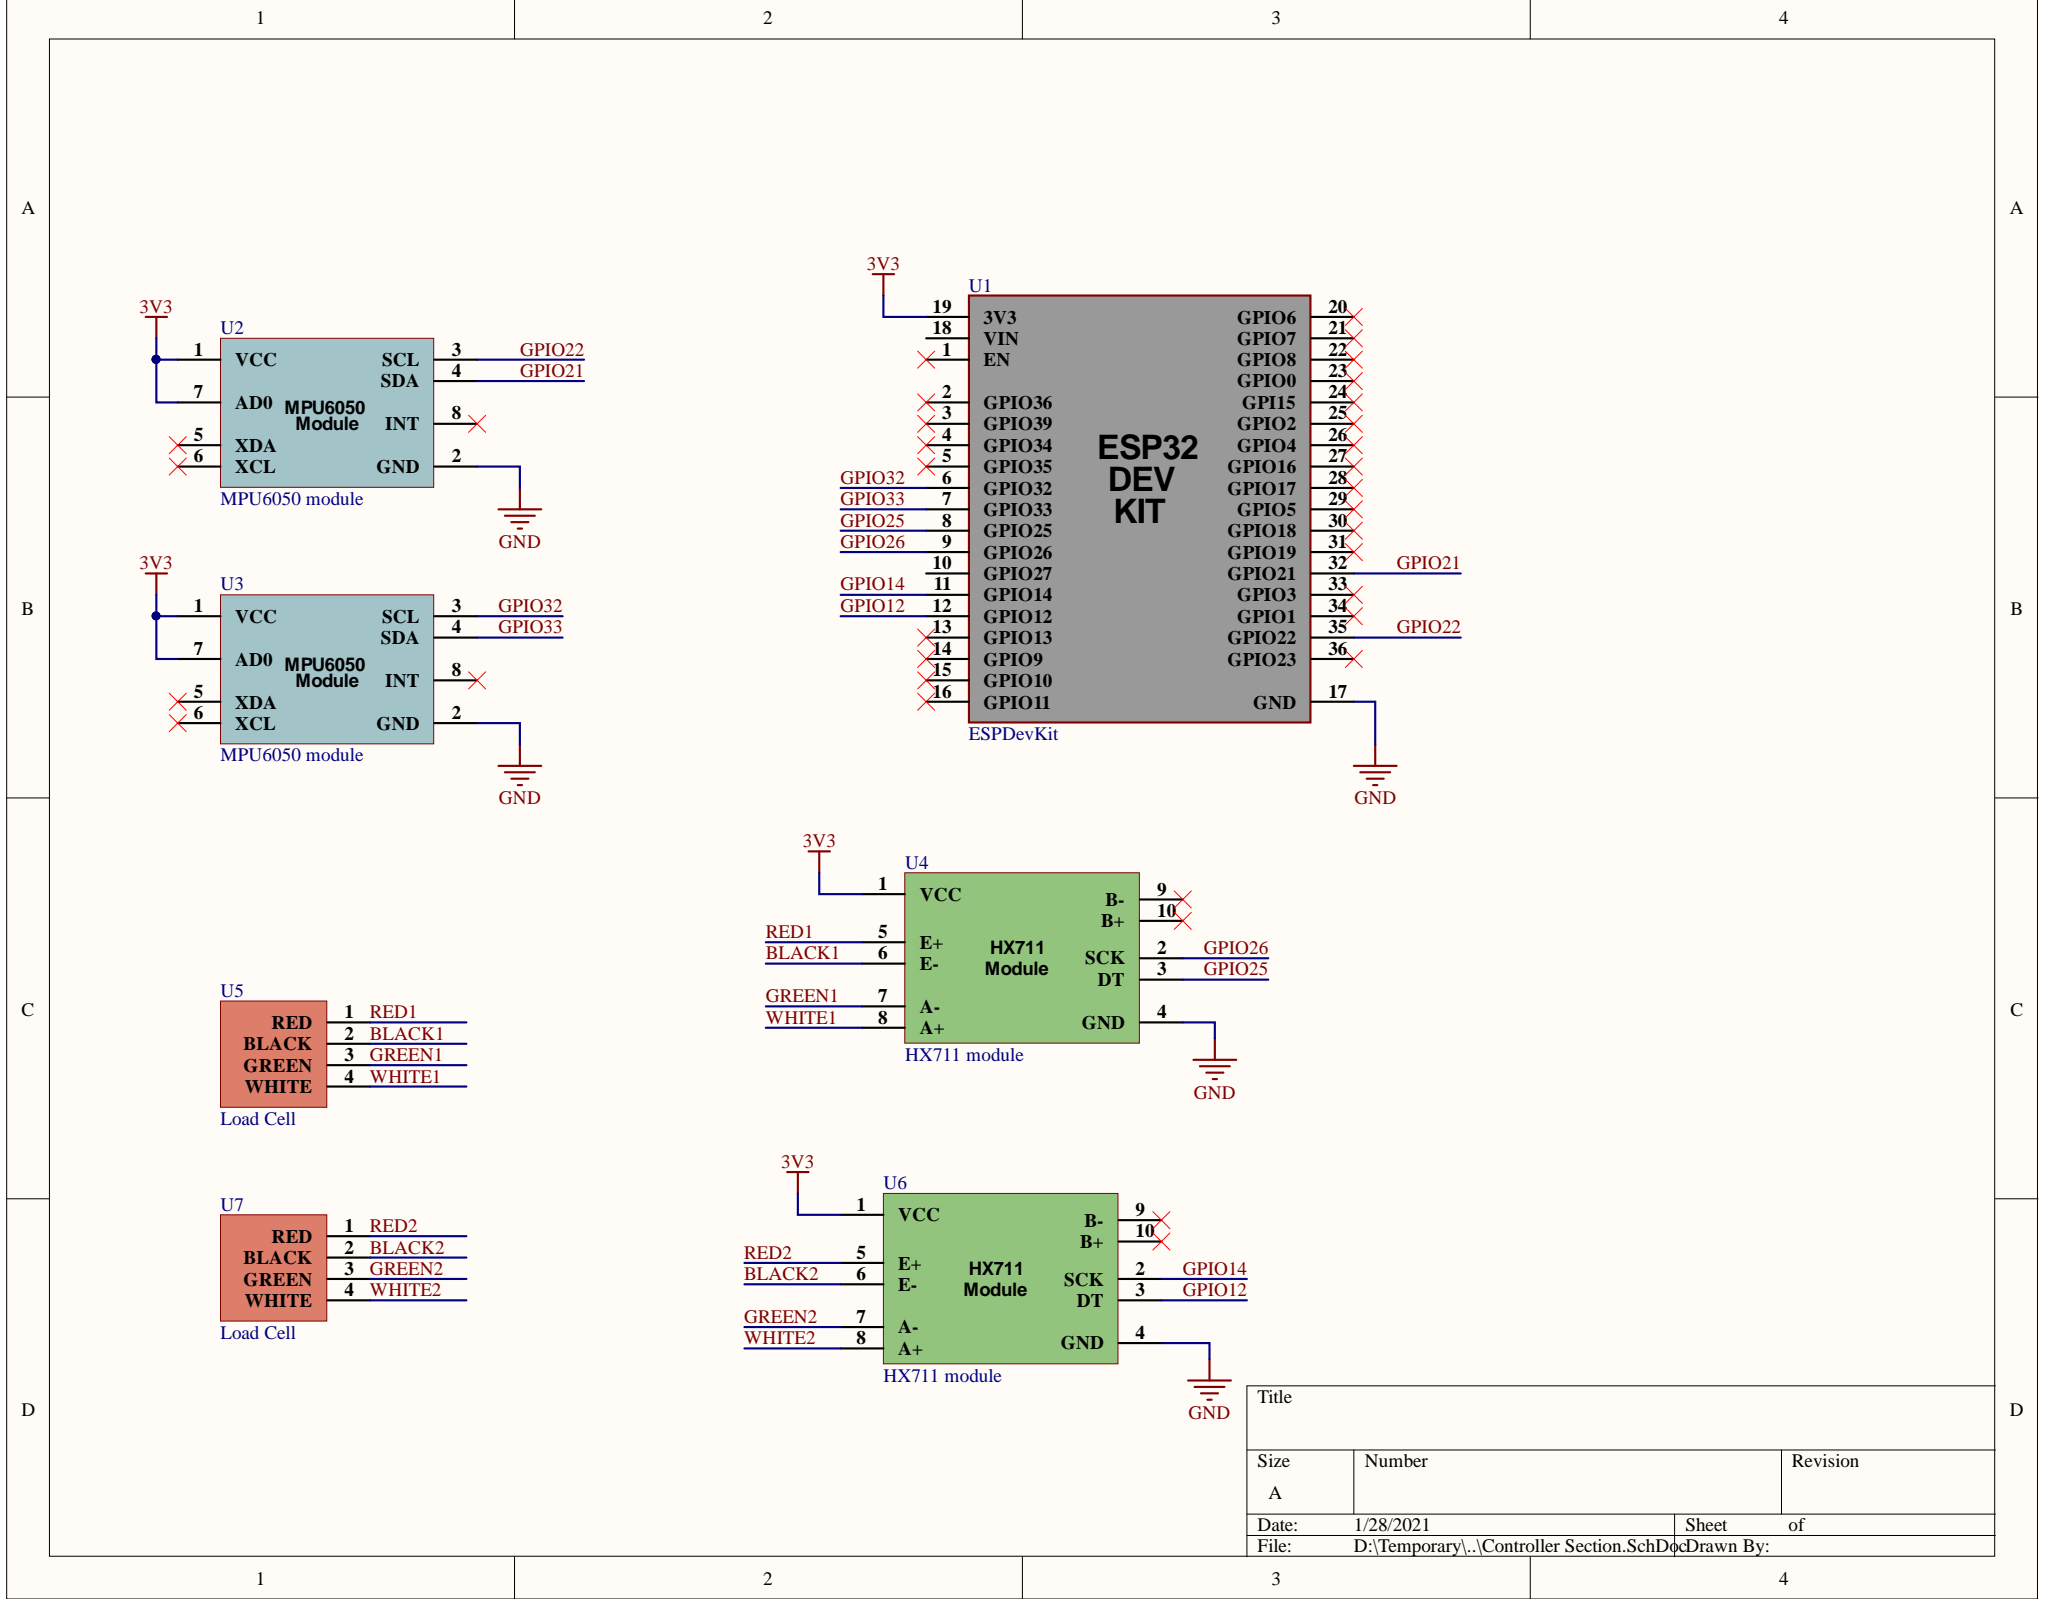 1 2 3 4
A A
B B
C C
D D
1 2 3 4
3V3
U2
1 VCC SCL 3 GPIO22
SDA 4 GPIO21
7 AD0
MPU6050
Module
INT 8
5 XDA
6 XCL GND 2
MPU6050 module
GND
3V3
U3
1 VCC SCL 3 GPIO32
SDA 4 GPIO33
7 AD0
MPU6050
Module
INT 8
5 XDA
6 XCL GND 2
MPU6050 module
GND
3V3
U1
19 3V3 GPIO6 20
18 VIN GPIO7 21
1 EN GPIO8 22
GPIO0 23
2 GPIO36 GPI15 24
3 GPIO39 GPIO2 25
4 GPIO34 GPIO4 26
5 GPIO35 GPIO16 27
GPIO32 6 GPIO32 GPIO17 28
GPIO33 7 GPIO33 GPIO5 29
GPIO25 8 GPIO25 GPIO18 30
GPIO26 9 GPIO26 GPIO19 31
10 GPIO27 GPIO21 32 GPIO21
GPIO14 11 GPIO14 GPIO3 33
GPIO12 12 GPIO12 GPIO1 34
13 GPIO13 GPIO22 35 GPIO22
14 GPIO9 GPIO23 36
15 GPIO10
16 GPIO11 GND 17
ESP32
DEV
KIT
ESPDevKit
GND
3V3
U4
1 VCC
B- 9
B+ 10
RED1 5 E+
BLACK1 6 E-
HX711
Module
SCK 2 GPIO26
DT 3 GPIO25
GREEN1 7 A-
WHITE1 8 A+
GND 4
HX711 module
GND
U5
RED 1 RED1
BLACK 2 BLACK1
GREEN 3 GREEN1
WHITE 4 WHITE1
Load Cell
3V3
U6
1 VCC
B- 9
B+ 10
RED2 5 E+
BLACK2 6 E-
HX711
Module
SCK 2 GPIO14
DT 3 GPIO12
GREEN2 7 A-
WHITE2 8 A+
GND 4
HX711 module
GND
U7
RED 1 RED2
BLACK 2 BLACK2
GREEN 3 GREEN2
WHITE 4 WHITE2
Load Cell
Title
Size Number Revision
A
Date: 1/28/2021 Sheet of
File: D:\Temporary\..\Controller Section.SchDoc Drawn By: